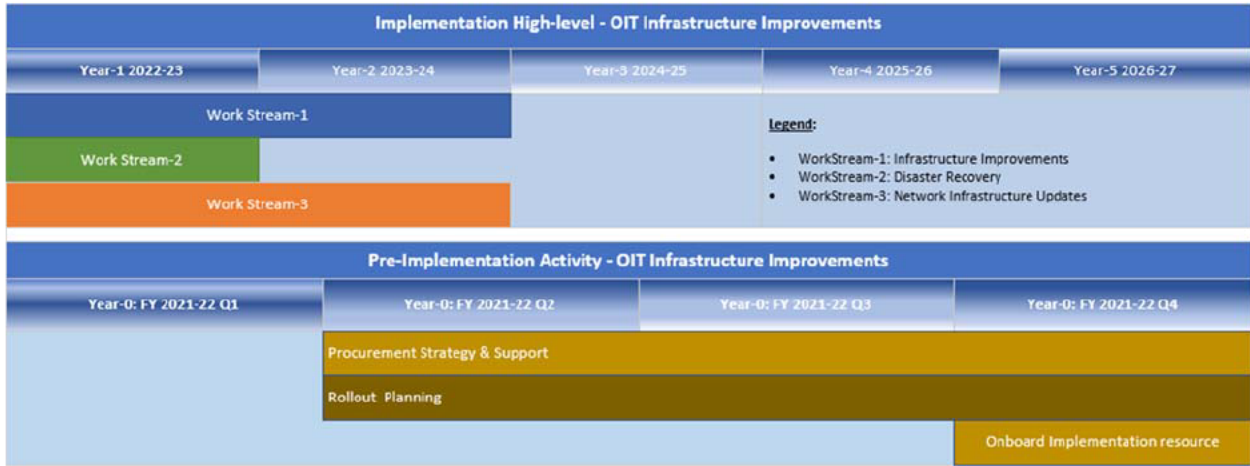 Implementation High-level - OIT Infrastructure Improvements
Year-1 2022-23 Year-2 2023-24 Year-3 2024-25 Year-4 2025-26 Year-5 2026-27
Work Stream-1
Work Stream-2
Work Stream-3
Legend:
• WorkStream-1: Infrastructure Improvements
• WorkStream-2: Disaster Recovery
• WorkStream-3: Network Infrastructure Updates
Pre-Implementation Activity - OIT Infrastructure Improvements
Year-0: FY 2021-22 Q1 Year-0: FY 2021-22 Q2 Year-0: FY 2021-22 Q3 Year-0: FY 2021-22 Q4
Procurement Strategy & Support
Rollout Planning
Onboard Implementation resource